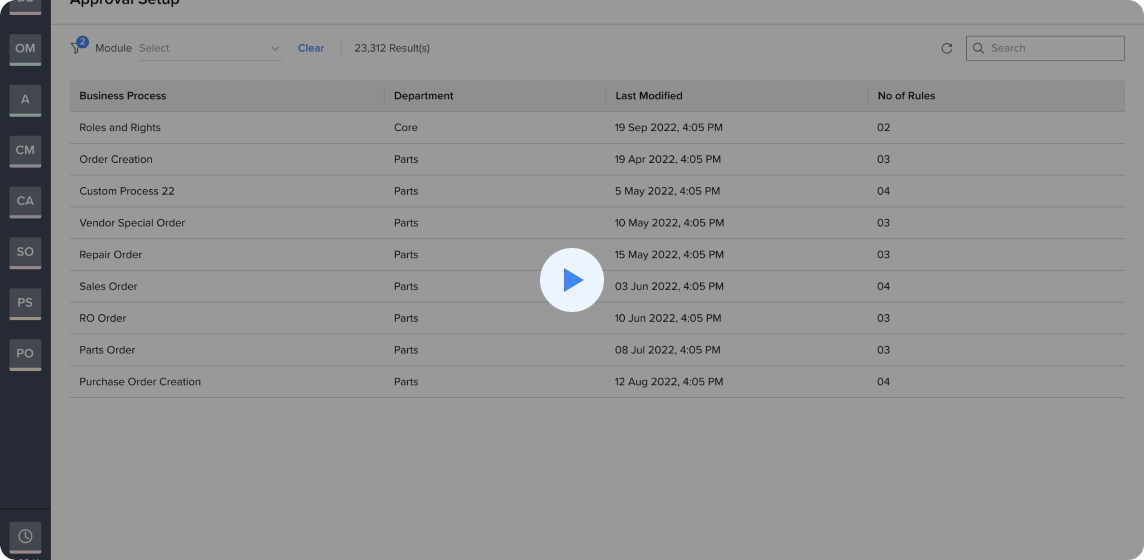 Approval Setup
OM
A
CM
CA
SO
PS
PO
2 Module Select Clear 23,312 Result(s) Search
Business Process Department Last Modified No of Rules
Roles and Rights Core 19 Sep 2022, 4:05 PM 02
Order Creation Parts 19 Apr 2022, 4:05 PM 03
Custom Process 22 Parts 5 May 2022, 4:05 PM 04
Vendor Special Order Parts 10 May 2022, 4:05 PM 03
Repair Order Parts 15 May 2022, 4:05 PM 03
Sales Order Parts 03 Jun 2022, 4:05 PM 04
RO Order Parts 10 Jun 2022, 4:05 PM 03
Parts Order Parts 08 Jul 2022, 4:05 PM 03
Purchase Order Creation Parts 12 Aug 2022, 4:05 PM 04